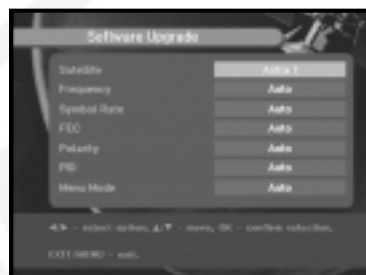 Software Upgrade
Satellite Astra 1
Frequency Auto
Symbol Rate Auto
FEC Auto
Polarity Auto
PID Auto
Menu Mode Auto
◄/► - select option, ▲/▼ - move, OK - confirm selection,
EXIT/MENU - exit.